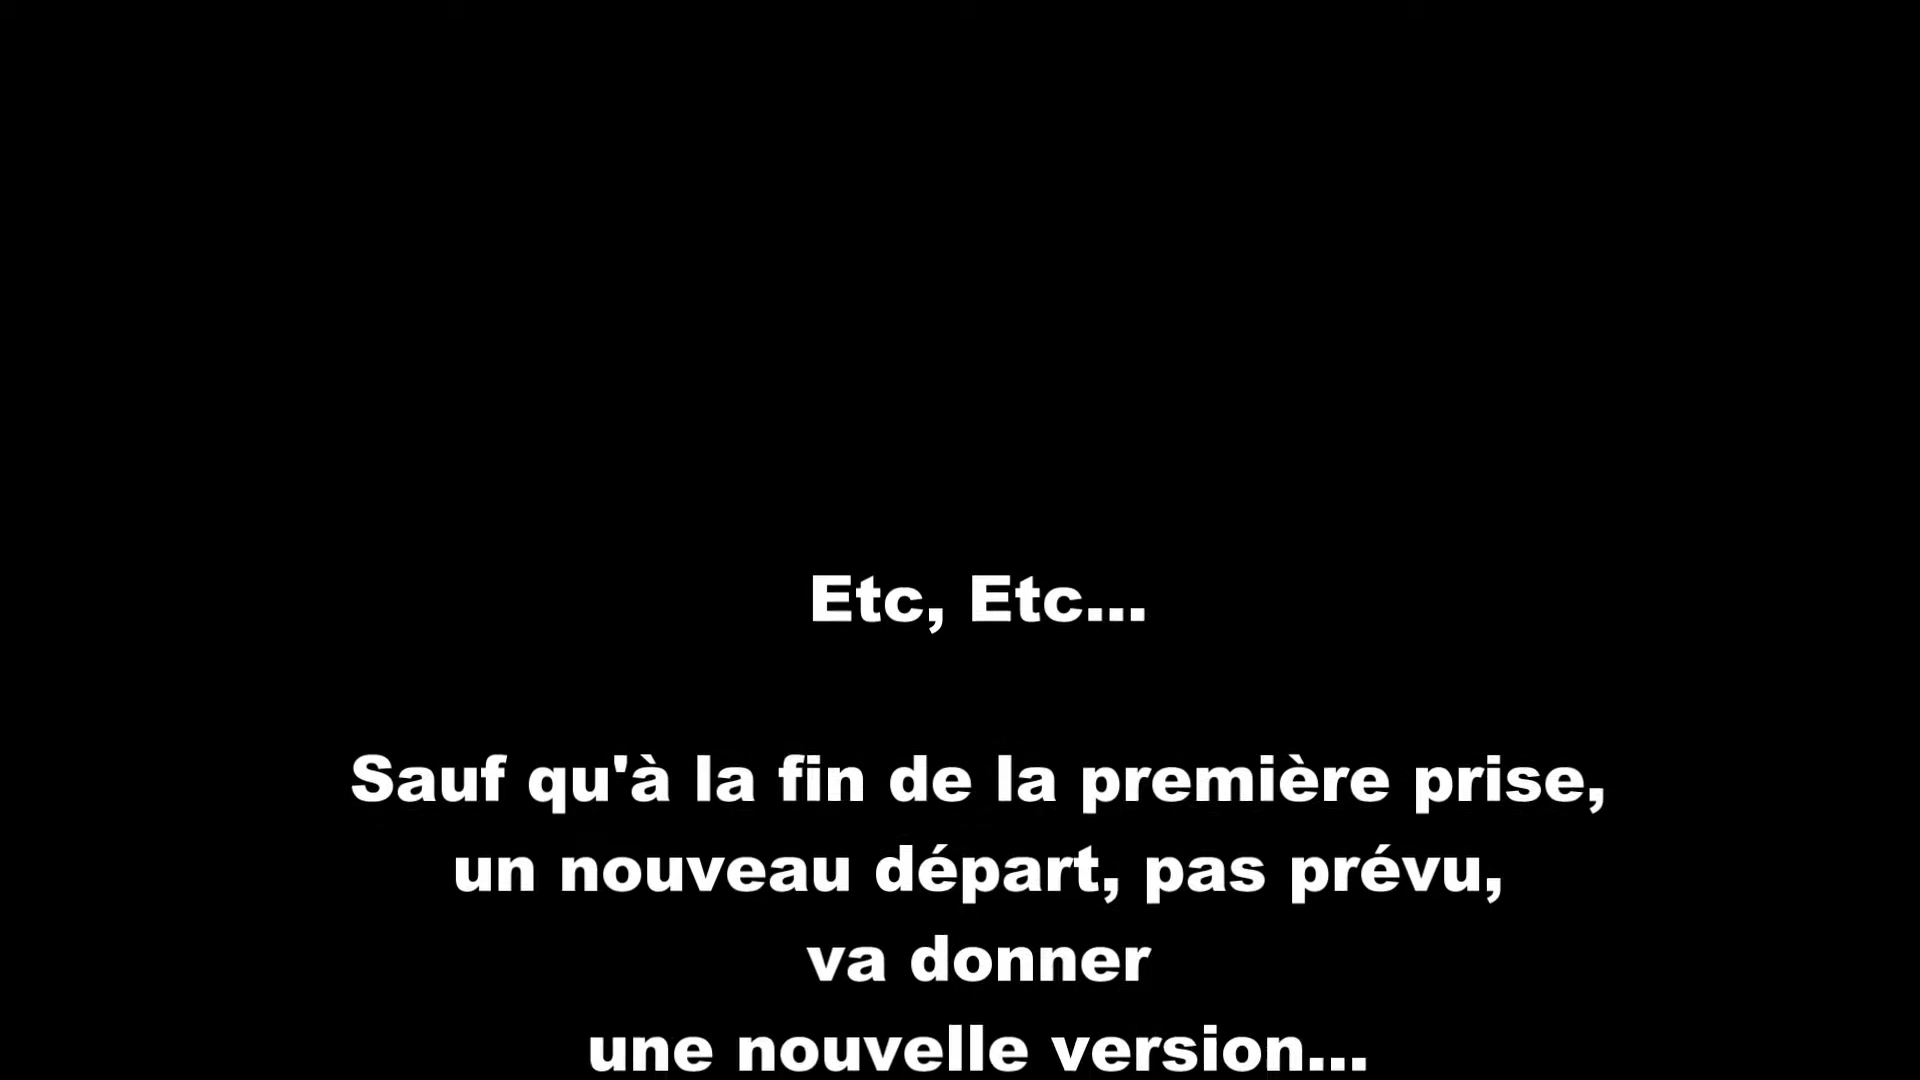 Etc, Etc...
Sauf qu'à la fin de la première prise,
un nouveau départ, pas prévu,
va donner
une nouvelle version...